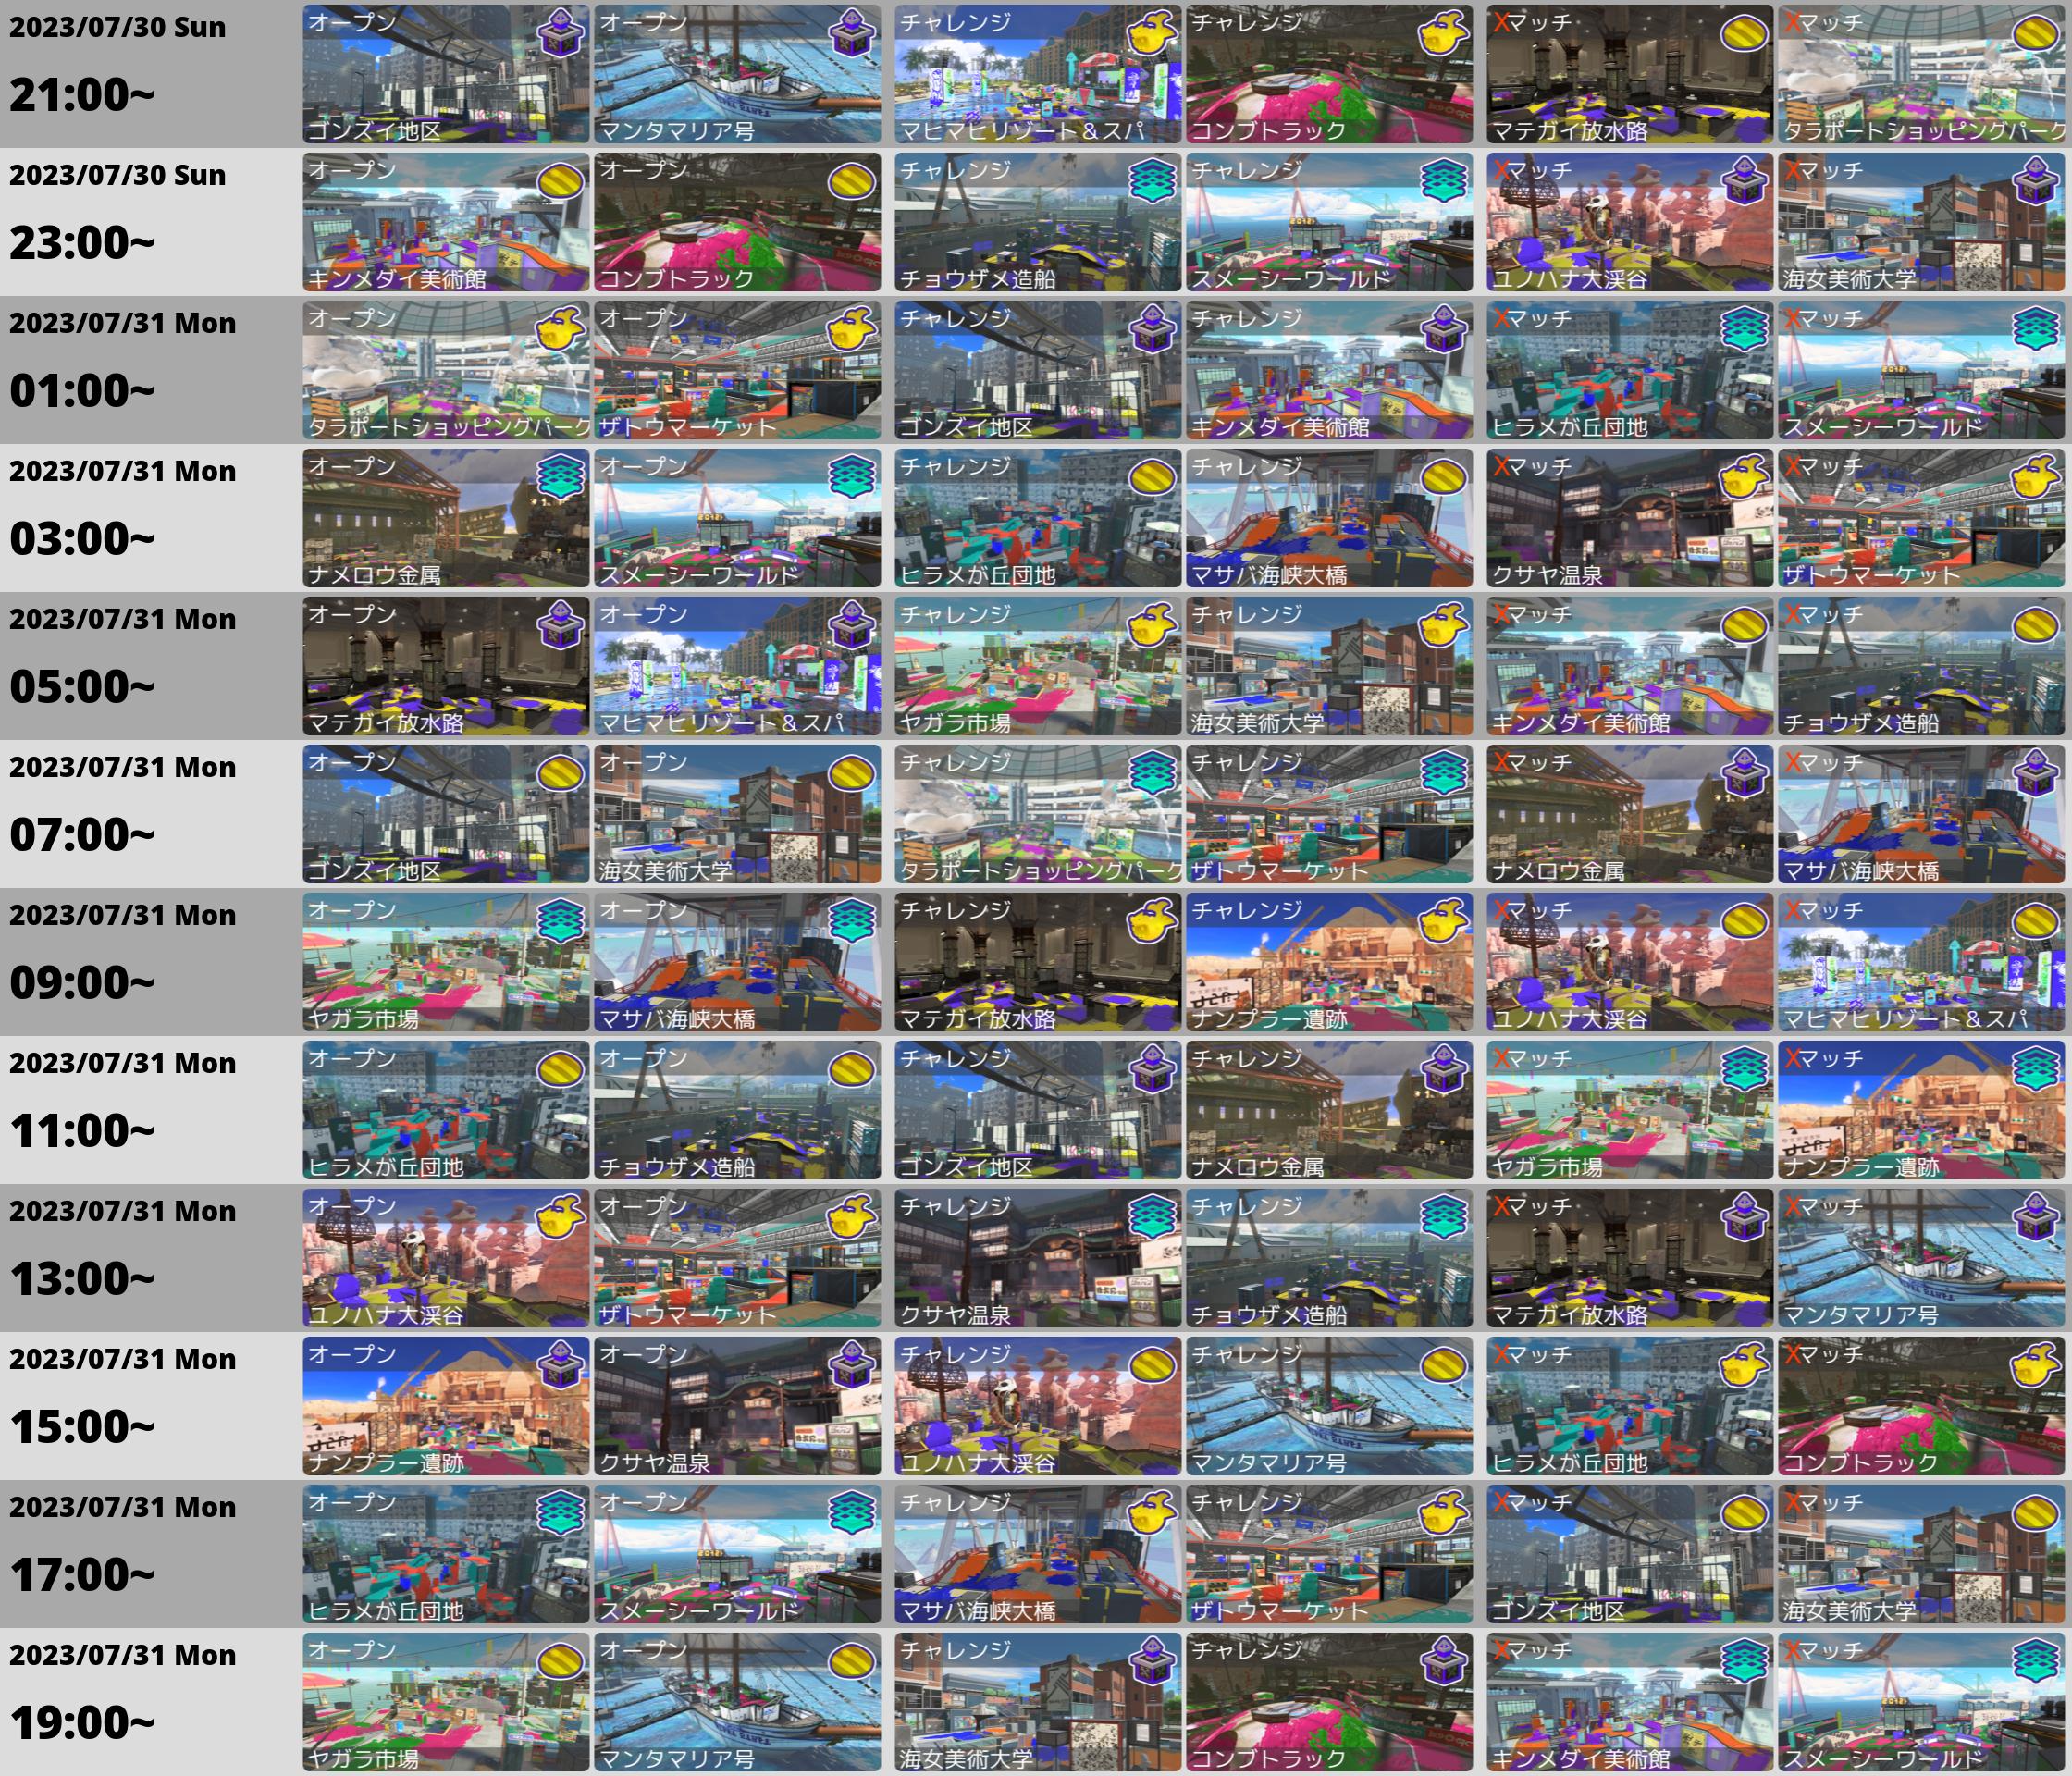 2023/07/30 Sun
21:00~
オープン オープン チャレンジ チャレンジ Xマッチ Xマッチ
ゴンズイ地区 マンタマリア号 マヒマヒリゾート＆スパ コンブトラック マテガイ放水路 タラポートショッピングパーク
2023/07/30 Sun
23:00~
オープン オープン チャレンジ チャレンジ Xマッチ Xマッチ
キンメダイ美術館 コンブトラック チョウザメ造船 スメーシーワールド ユノハナ大渓谷 海女美術大学
2023/07/31 Mon
01:00~
オープン オープン チャレンジ チャレンジ Xマッチ Xマッチ
タラポートショッピングパーク ザトウマーケット ゴンズイ地区 キンメダイ美術館 ヒラメが丘団地 スメーシーワールド
2023/07/31 Mon
03:00~
オープン オープン チャレンジ チャレンジ Xマッチ Xマッチ
ナメロウ金属 スメーシーワールド ヒラメが丘団地 マサバ海峡大橋 クサヤ温泉 ザトウマーケット
2023/07/31 Mon
05:00~
オープン オープン チャレンジ チャレンジ Xマッチ Xマッチ
マテガイ放水路 マヒマヒリゾート＆スパ ヤガラ市場 海女美術大学 キンメダイ美術館 チョウザメ造船
2023/07/31 Mon
07:00~
オープン オープン チャレンジ チャレンジ Xマッチ Xマッチ
ゴンズイ地区 海女美術大学 タラポートショッピングパーク ザトウマーケット ナメロウ金属 マサバ海峡大橋
2023/07/31 Mon
09:00~
オープン オープン チャレンジ チャレンジ Xマッチ Xマッチ
ヤガラ市場 マサバ海峡大橋 マテガイ放水路 ナンプラー遺跡 ユノハナ大渓谷 マヒマヒリゾート＆スパ
2023/07/31 Mon
11:00~
オープン オープン チャレンジ チャレンジ Xマッチ Xマッチ
ヒラメが丘団地 チョウザメ造船 ゴンズイ地区 ナメロウ金属 ヤガラ市場 ナンプラー遺跡
2023/07/31 Mon
13:00~
オープン オープン チャレンジ チャレンジ Xマッチ Xマッチ
ユノハナ大渓谷 ザトウマーケット クサヤ温泉 チョウザメ造船 マテガイ放水路 マンタマリア号
2023/07/31 Mon
15:00~
オープン オープン チャレンジ チャレンジ Xマッチ Xマッチ
ナンプラー遺跡 クサヤ温泉 ユノハナ大渓谷 マンタマリア号 ヒラメが丘団地 コンブトラック
2023/07/31 Mon
17:00~
オープン オープン チャレンジ チャレンジ Xマッチ Xマッチ
ヒラメが丘団地 スメーシーワールド マサバ海峡大橋 ザトウマーケット ゴンズイ地区 海女美術大学
2023/07/31 Mon
19:00~
オープン オープン チャレンジ チャレンジ Xマッチ Xマッチ
ヤガラ市場 マンタマリア号 海女美術大学 コンブトラック キンメダイ美術館 スメーシーワールド